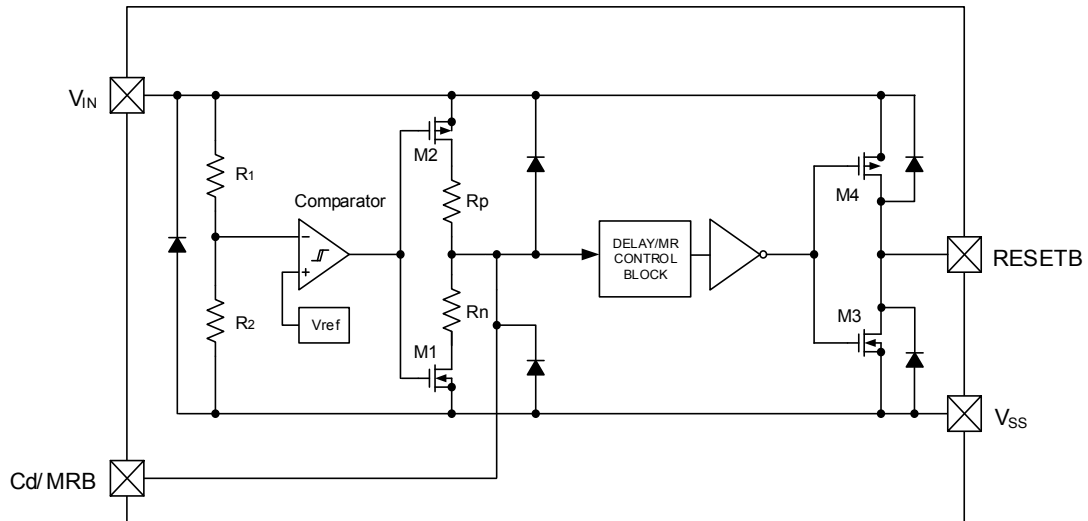 VIN
M2
R1
Rp
Comparator
M4
−
+
DELAY/MR
CONTROL
BLOCK
RESETB
R2
Vref
Rn
M1
M3
VSS
Cd/MRB